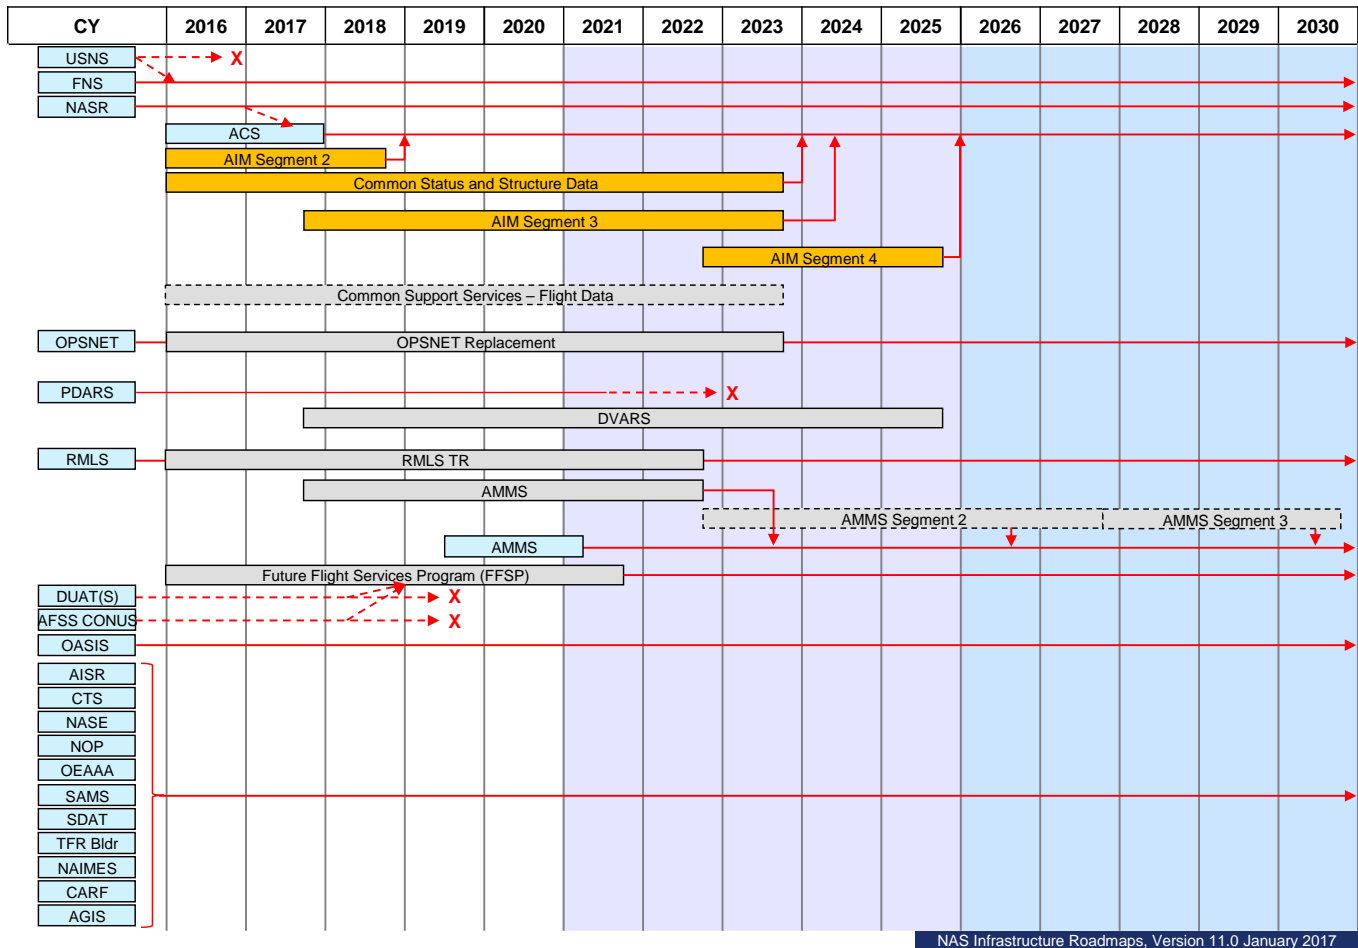 CY 2016 2017 2018 2019 2020 2021 2022 2023 2024 2025 2026 2027 2028 2029 2030
USNS X
FNS
NASR
ACS
AIM Segment 2
Common Status and Structure Data
AIM Segment 3
AIM Segment 4
Common Support Services – Flight Data
OPSNET OPSNET Replacement
PDARS X
DVARS
RMLS RMLS TR
AMMS
AMMS Segment 2 AMMS Segment 3
AMMS
Future Flight Services Program (FFSP)
DUAT(S) X
AFSS CONUS X
OASIS
AISR
CTS
NASE
NOP
OEAAA
SAMS
SDAT
TFR Bldr
NAIMES
CARF
AGIS
NAS Infrastructure Roadmaps, Version 11.0 January 2017